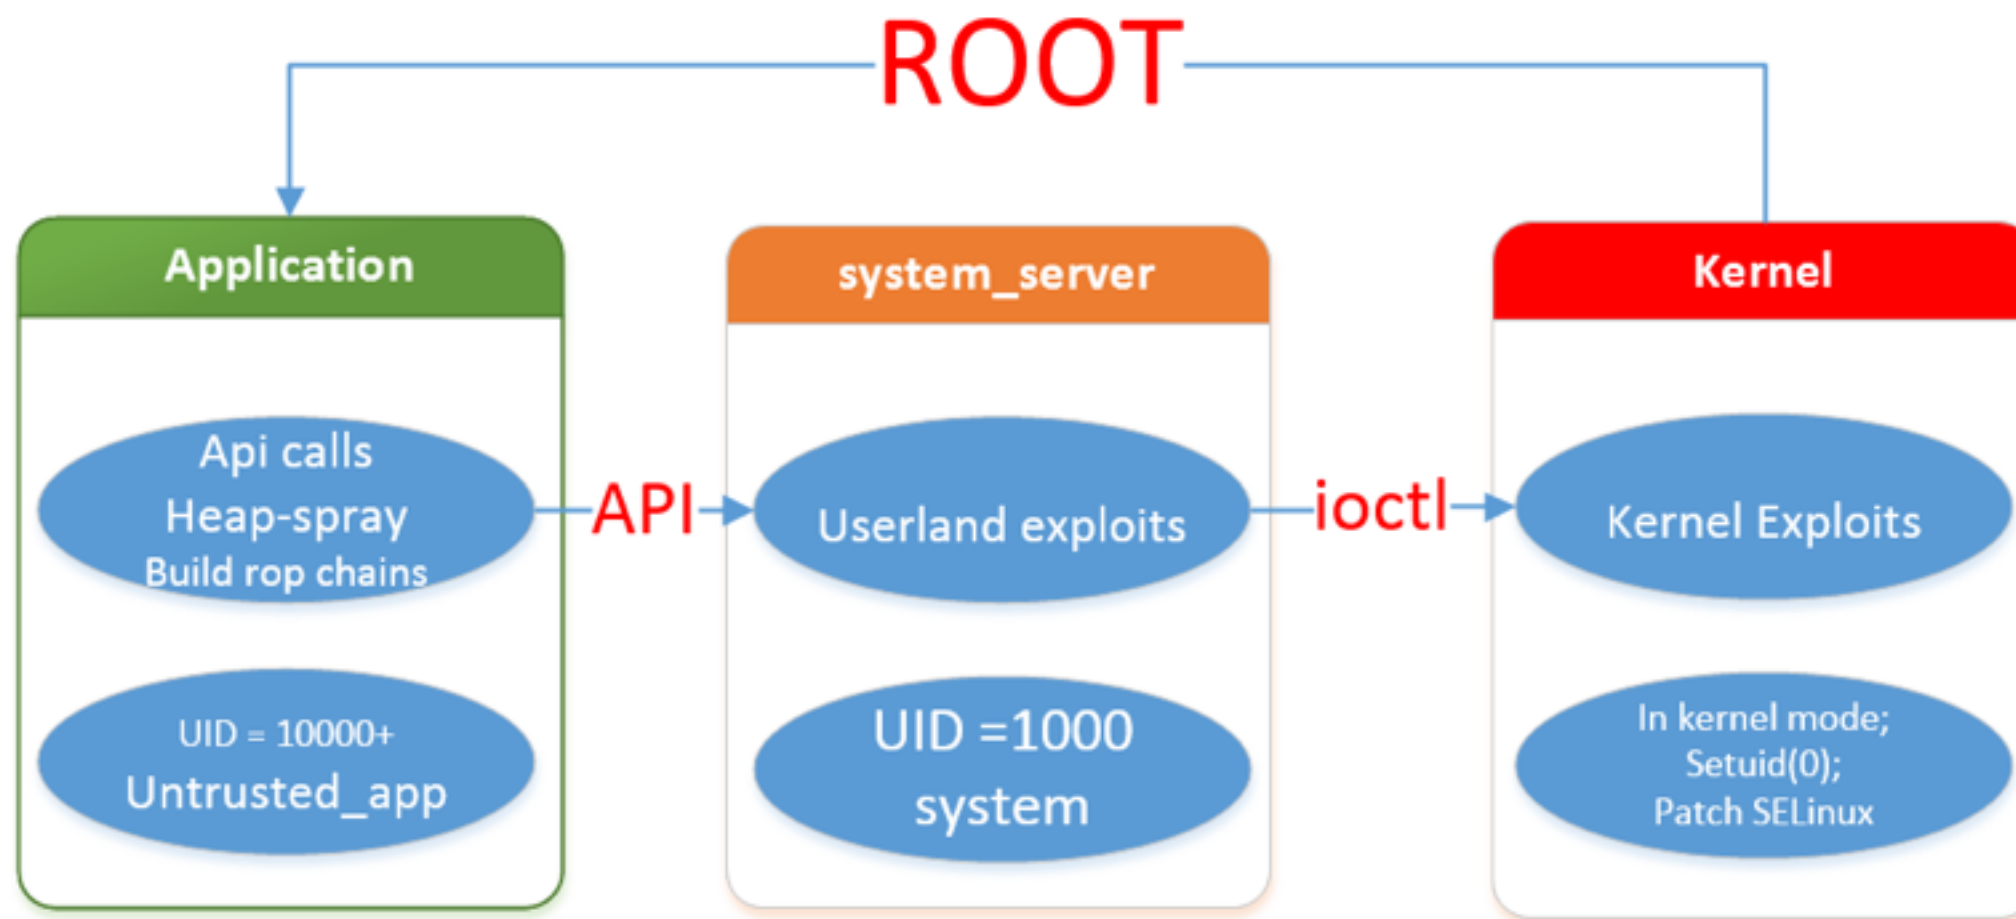 ROOT
Application
Api calls
Heap-spray
Build rop chains
UID = 10000+
Untrusted_app
API
system_server
Userland exploits
UID =1000
system
ioctl
Kernel
Kernel Exploits
In kernel mode;
Setuid(0);
Patch SELinux